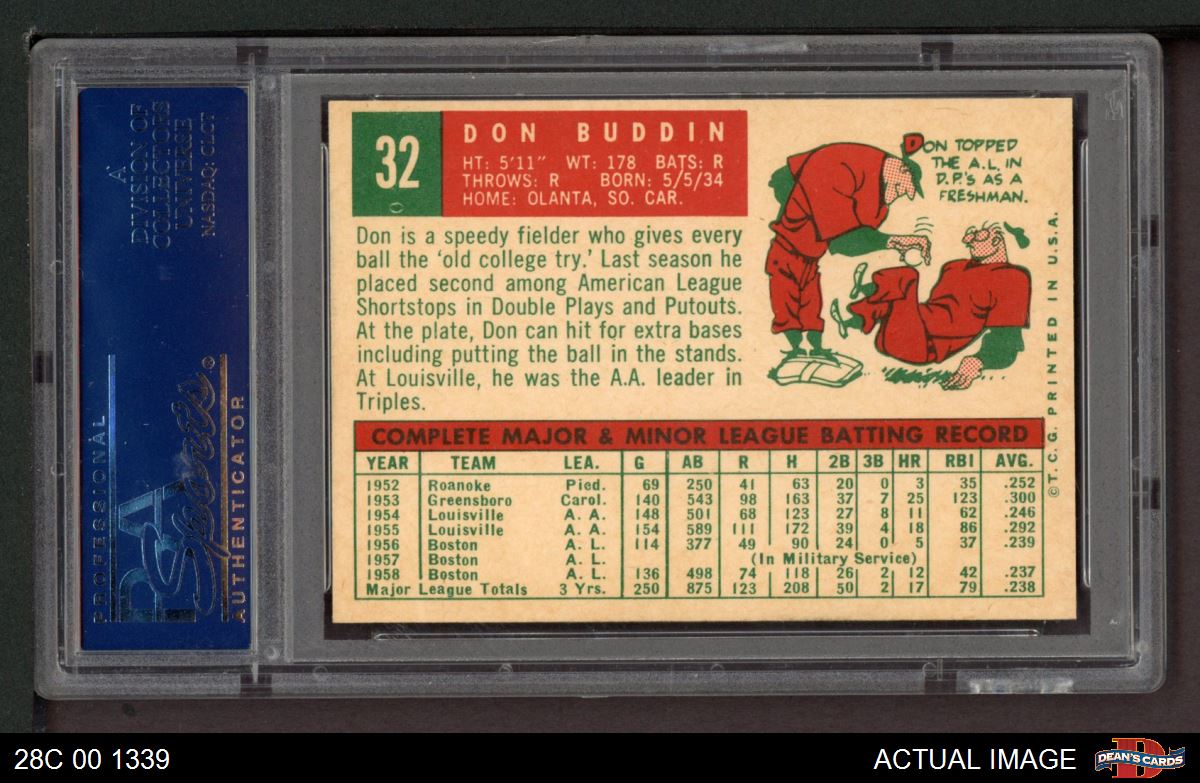 A
DIVISION OF
COLLECTORS
UNIVERSE
NASDAQ: CLCT
PROFESSIONAL
PSA
Sports
AUTHENTICATOR
32
DON BUDDIN
HT: 5'11" WT: 178 BATS: R
THROWS: R BORN: 5/5/34
HOME: OLANTA, SO. CAR.
DON TOPPED
THE A.L. IN
D.P.'S AS A
FRESHMAN.
Don is a speedy fielder who gives every
ball the 'old college try.' Last season he
placed second among American League
Shortstops in Double Plays and Putouts.
At the plate, Don can hit for extra bases
including putting the ball in the stands.
At Louisville, he was the A.A. leader in
Triples.
© T. C. G. PRINTED IN U.S.A.
COMPLETE MAJOR & MINOR LEAGUE BATTING RECORD
YEAR TEAM LEA. G AB R H 2B 3B HR RBI AVG.
1952 Roanoke Pied. 69 250 41 63 20 0 3 35 .252
1953 Greensboro Carol. 140 543 98 163 37 7 25 123 .300
1954 Louisville A. A. 148 501 68 123 27 8 11 62 .246
1955 Louisville A. A. 154 589 111 172 39 4 18 86 .292
1956 Boston A. L. 114 377 49 90 24 0 5 37 .239
1957 Boston A. L. (In Military Service)
1958 Boston A. L. 136 498 74 118 26 2 12 42 .237
Major League Totals 3 Yrs. 250 875 123 208 50 2 17 79 .238
28C 00 1339
ACTUAL IMAGE
DEAN'S CARDS